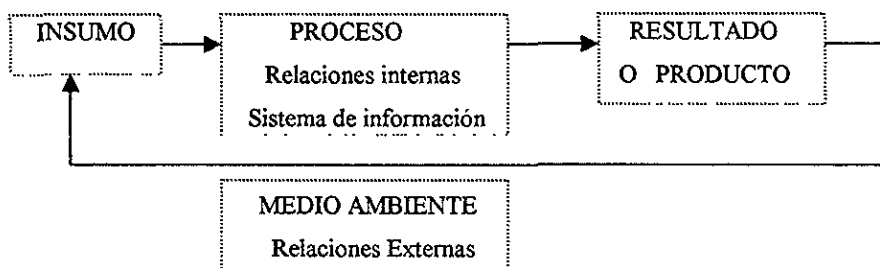 INSUMO
PROCESO
Relaciones internas
Sistema de información
RESULTADO
O PRODUCTO
MEDIO AMBIENTE
Relaciones Externas